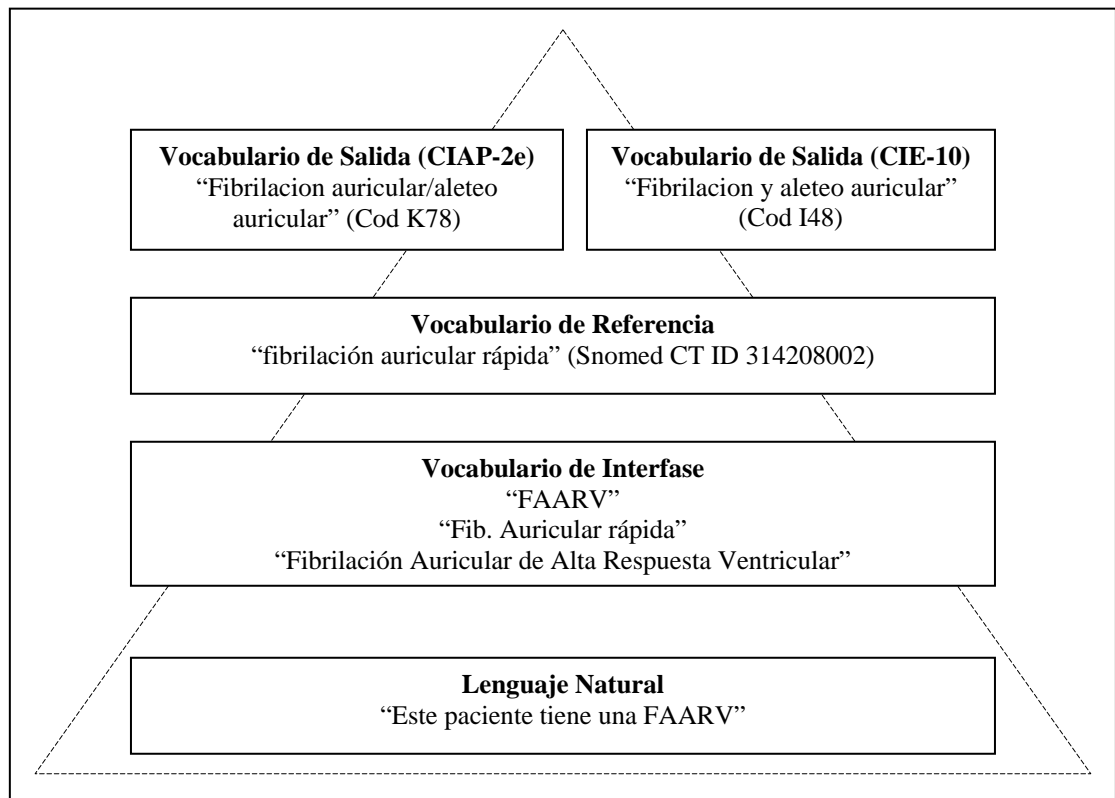 Vocabulario de Salida (CIAP-2e)
“Fibrilacion auricular/aleteo
auricular” (Cod K78)
Vocabulario de Salida (CIE-10)
“Fibrilacion y aleteo auricular”
(Cod I48)
Vocabulario de Referencia
“fibrilación auricular rápida” (Snomed CT ID 314208002)
Vocabulario de Interfase
“FAARV”
“Fib. Auricular rápida”
“Fibrilación Auricular de Alta Respuesta Ventricular”
Lenguaje Natural
“Este paciente tiene una FAARV”